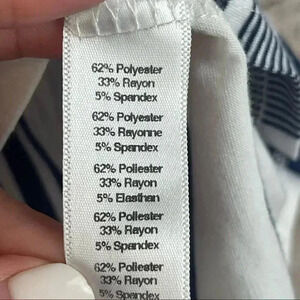 62% Polyester
33% Rayon
5% Spandex
62% Polyester
33% Rayonne
5% Spandex
62% Poliester
33% Rayon
5% Elasthan
62% Poliester
33% Rayon
5% Spandex
62% Poliester
33% Rayon
5% Spandex